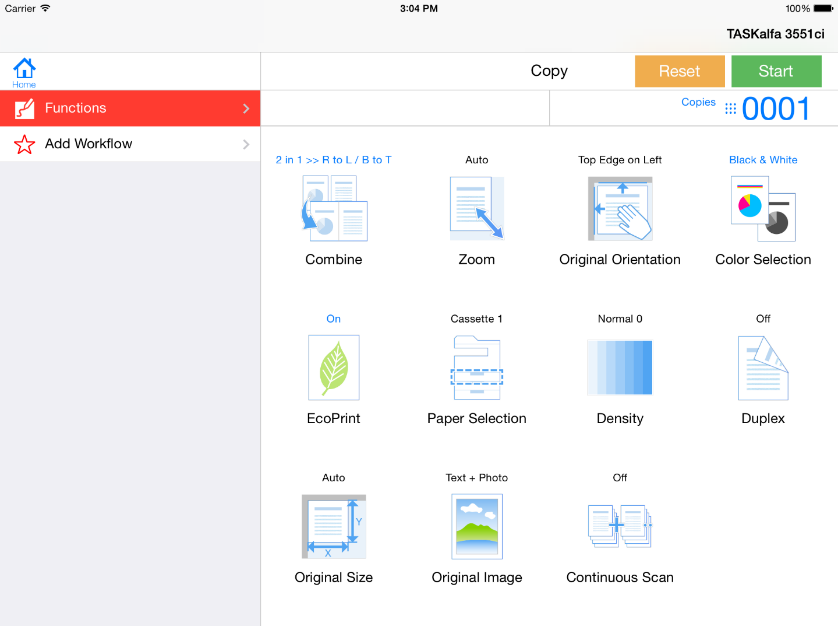 Carrier
3:04 PM
100%
TASKalfa 3551ci
Home
Copy
Reset
Start
Functions
Copies
0001
Add Workflow
2 in 1 >> R to L / B to T
Auto
Top Edge on Left
Black & White
Combine
Zoom
Original Orientation
Color Selection
On
Cassette 1
Normal 0
Off
EcoPrint
Paper Selection
Density
Duplex
Auto
Text + Photo
Off
Y
X
Original Size
Original Image
Continuous Scan